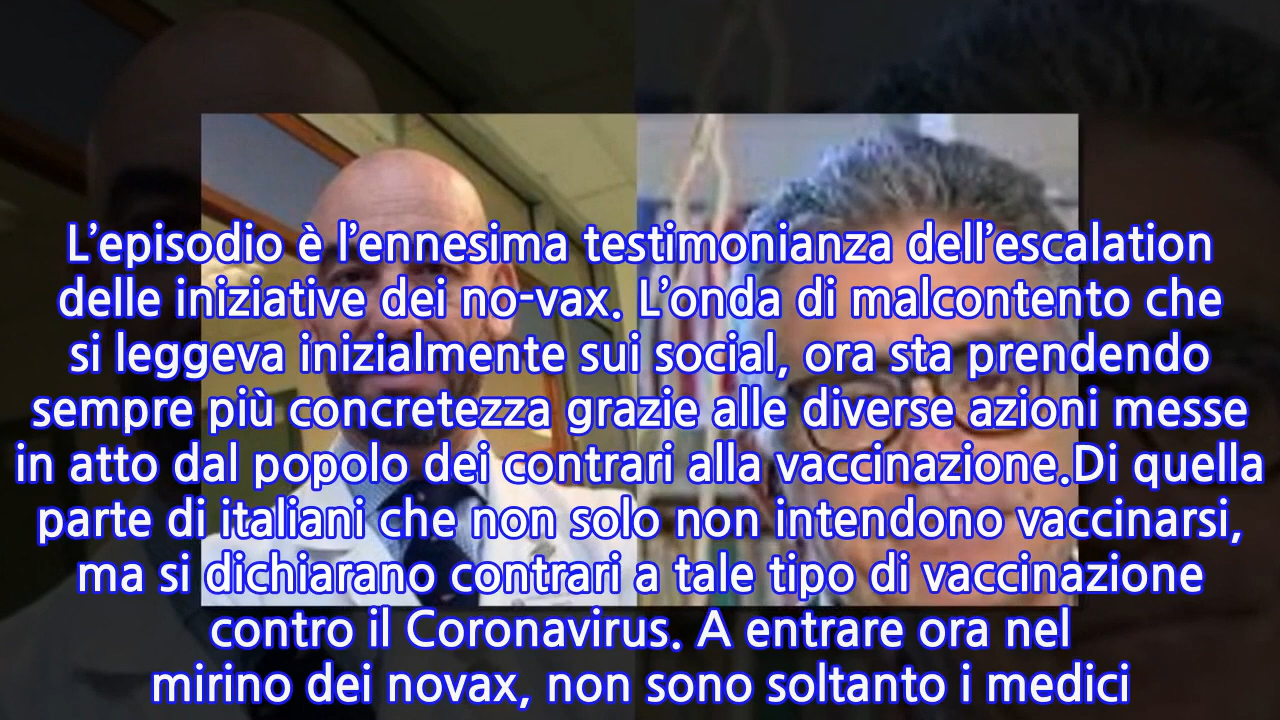 L’episodio è l’ennesima testimonianza dell’escalation
delle iniziative dei no-vax. L’onda di malcontento che
si leggeva inizialmente sui social, ora sta prendendo
sempre più concretezza grazie alle diverse azioni messe
in atto dal popolo dei contrari alla vaccinazione.Di quella
parte di italiani che non solo non intendono vaccinarsi,
ma si dichiarano contrari a tale tipo di vaccinazione
contro il Coronavirus. A entrare ora nel
mirino dei novax, non sono soltanto i medici